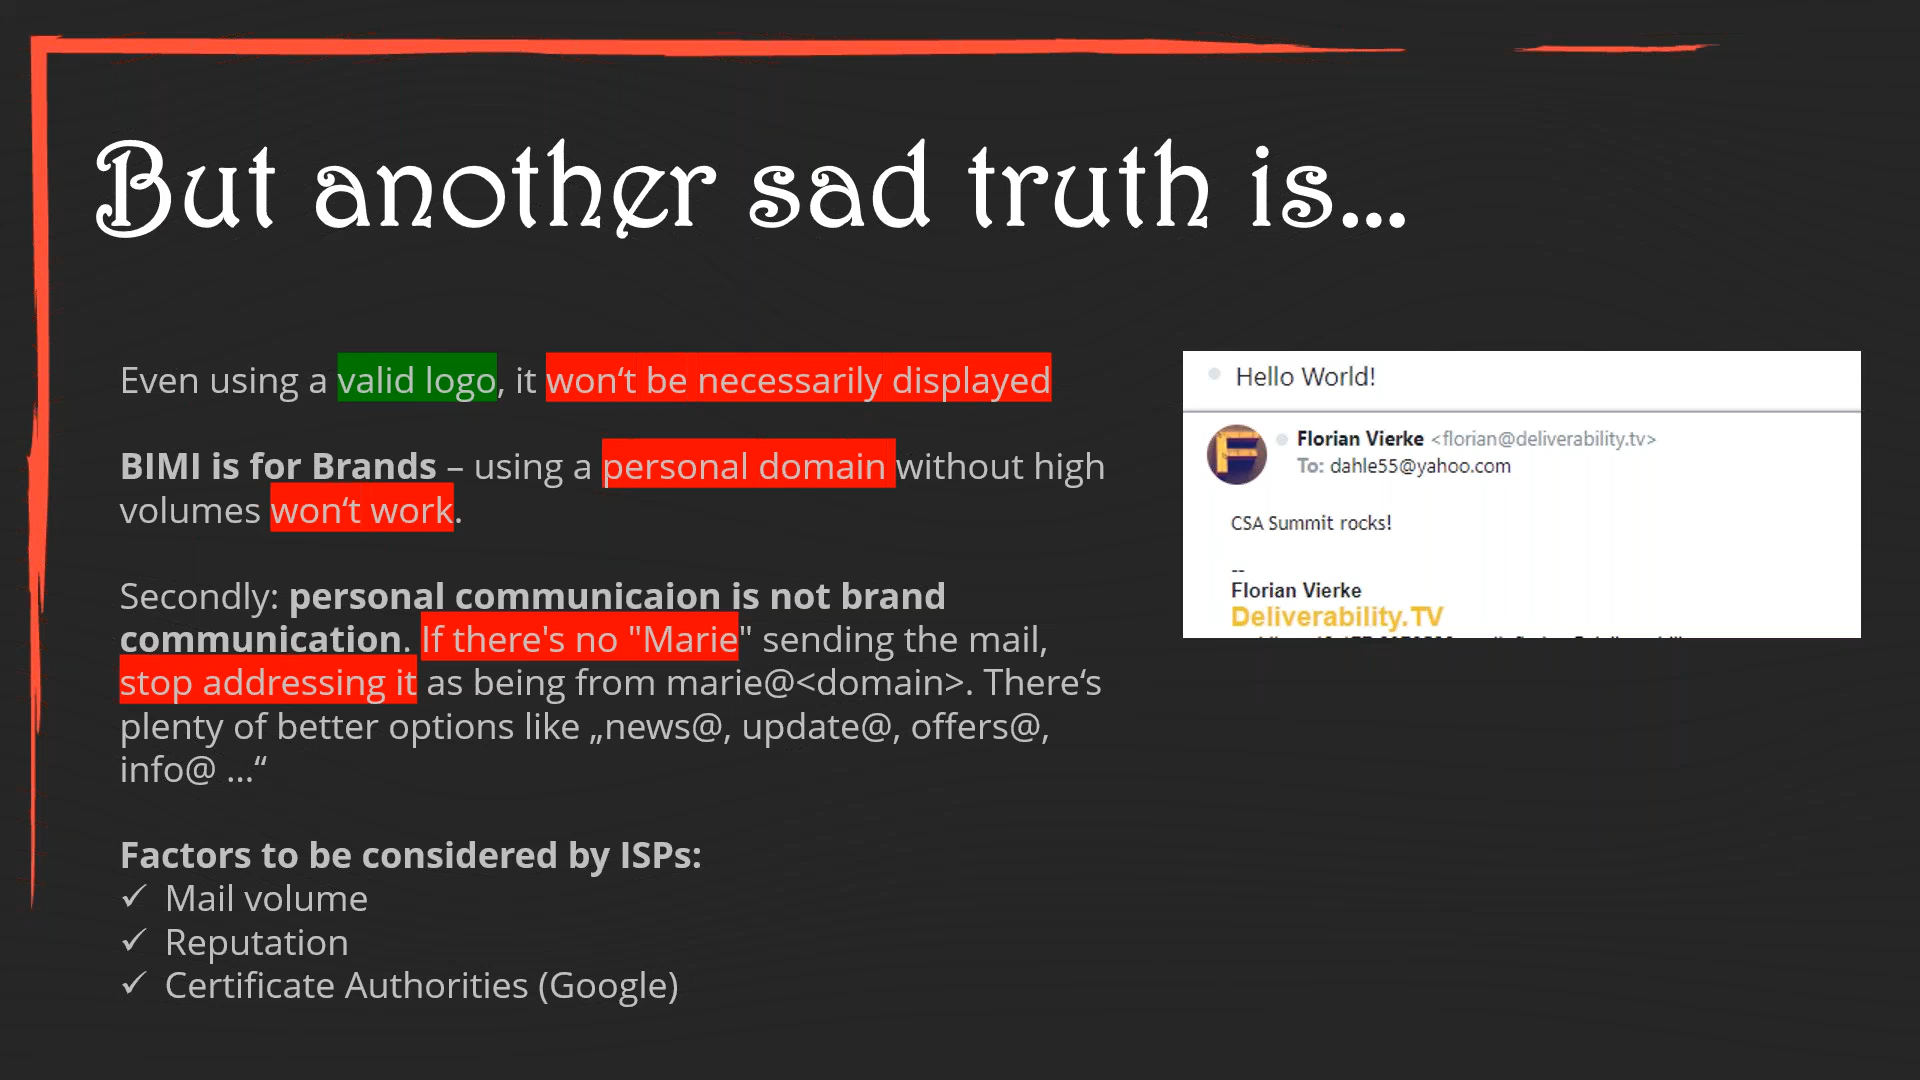 But another sad truth is...
Even using a valid logo, it won‘t be necessarily displayed
BIMI is for Brands – using a personal domain without high
volumes won‘t work.
Secondly: personal communicaion is not brand
communication. If there's no "Marie" sending the mail,
stop addressing it as being from marie@<domain>. There‘s
plenty of better options like „news@, update@, offers@,
info@ …“
Factors to be considered by ISPs:
✓ Mail volume
✓ Reputation
✓ Certificate Authorities (Google)
Hello World!
F
Florian Vierke <florian@deliverability.tv>
To: dahle55@yahoo.com
CSA Summit rocks!
--
Florian Vierke
Deliverability.TV